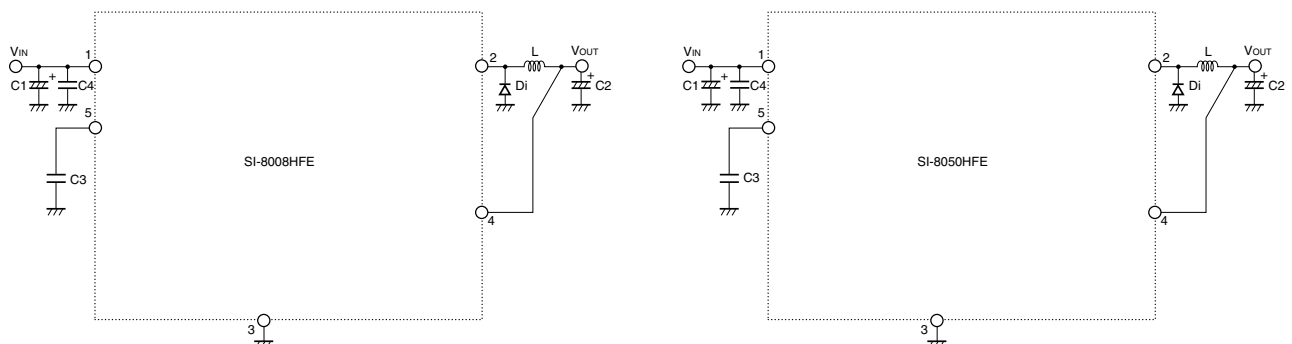 VIN
1
C1
+
C4
5
C3
SI-8008HFE
2
L
VOUT
Di
+
C2
4
3
VIN
1
C1
+
C4
5
C3
SI-8050HFE
2
L
VOUT
Di
+
C2
4
3